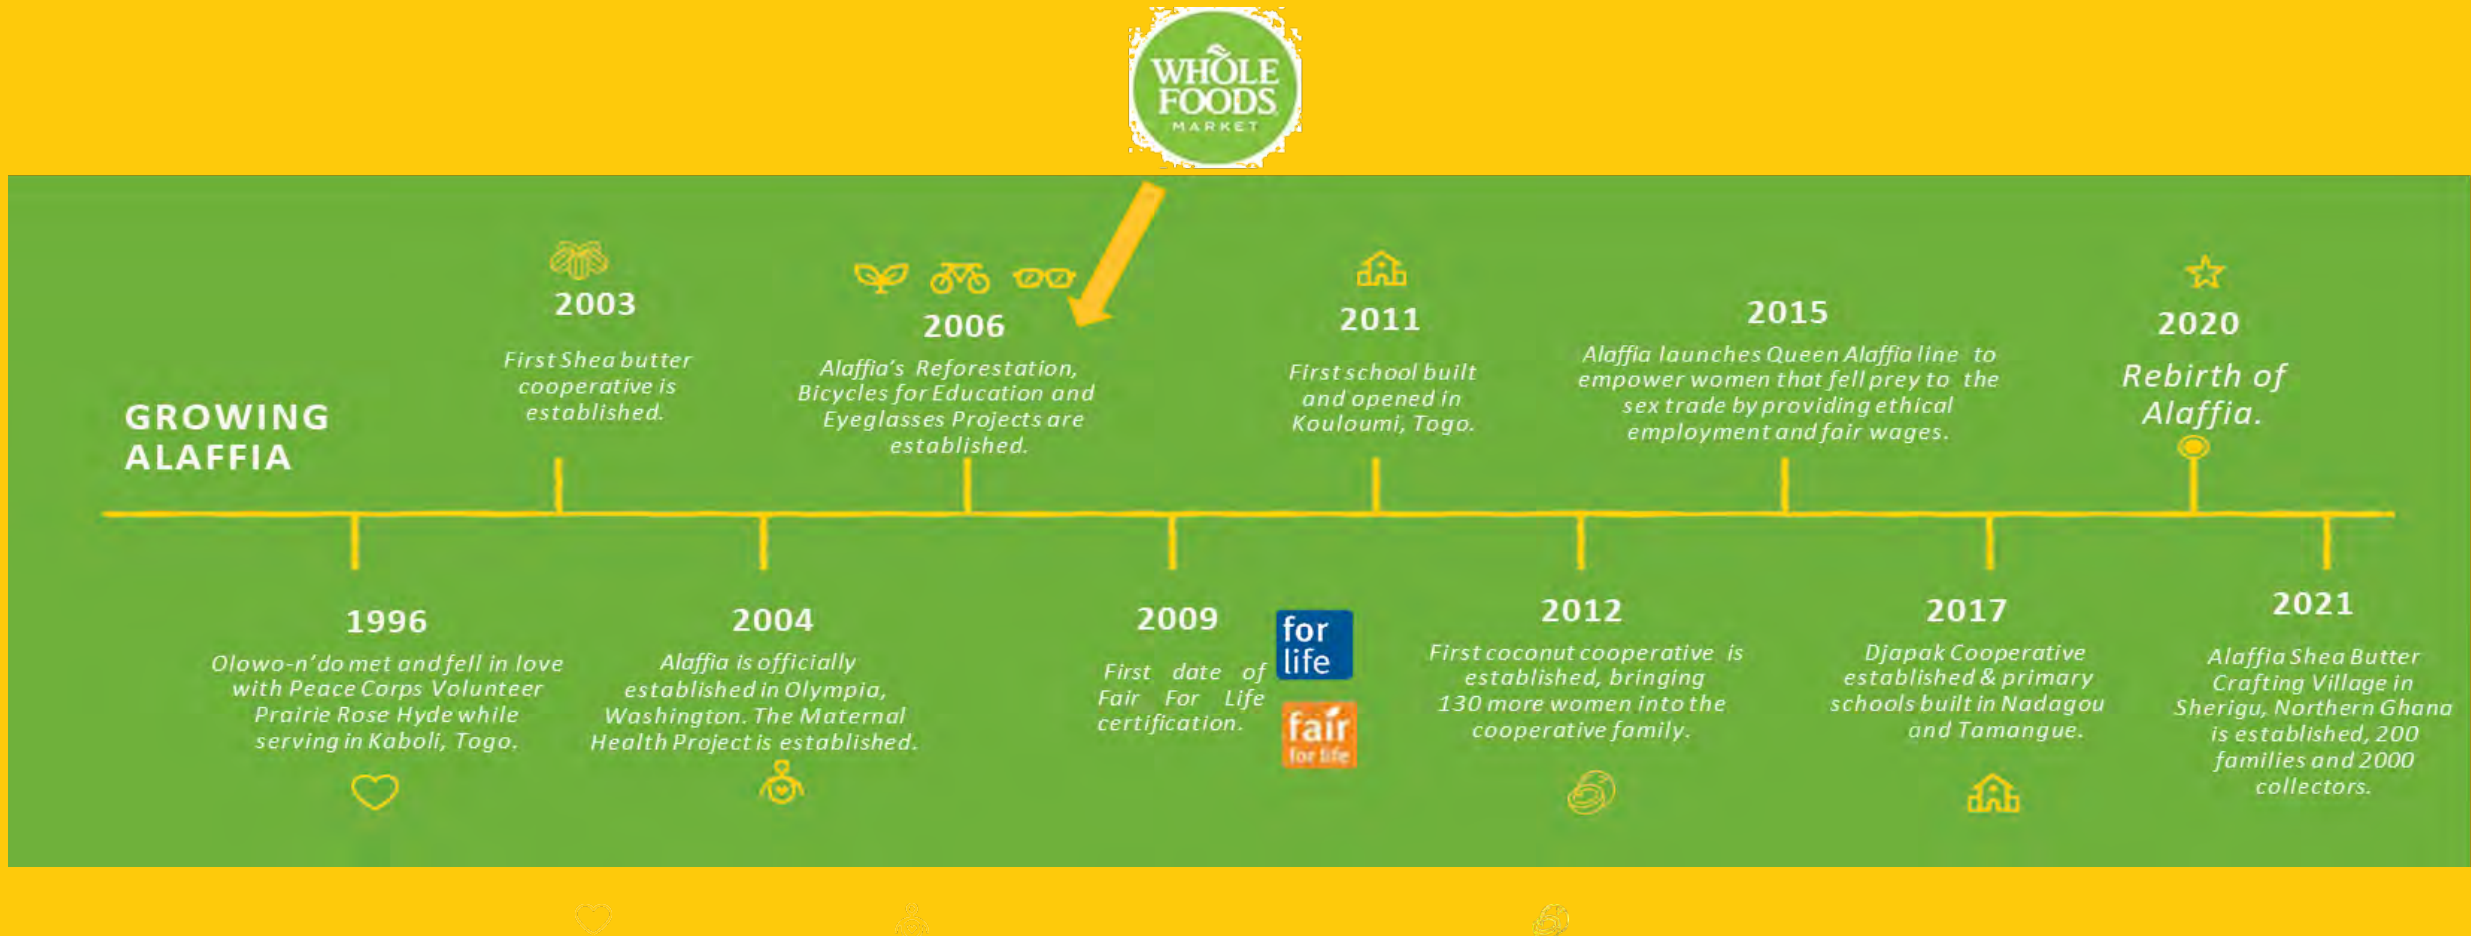 WHOLE
FOODS
MARKET
GROWING
ALAFFIA
1996
Olowo-n’do met and fell in love
with Peace Corps Volunteer
Prairie Rose Hyde while
serving in Kaboli, Togo.
2003
First Shea butter
cooperative is
established.
2004
Alaffia is officially
established in Olympia,
Washington. The Maternal
Health Project is established.
2006
Alaffia’s Reforestation,
Bicycles for Education and
Eyeglasses Projects are
established.
2009
First date of
Fair For Life
certification.
for
life
fair
for life
2011
First school built
and opened in
Kouloumi, Togo.
2012
First coconut cooperative is
established, bringing
130 more women into the
cooperative family.
2015
Alaffia launches Queen Alaffia line to
empower women that fell prey to the
sex trade by providing ethical
employment and fair wages.
2017
Djapak Cooperative
established & primary
schools built in Nadagou
and Tamangue.
2020
Rebirth of
Alaffia.
2021
Alaffia Shea Butter
Crafting Village in
Sherigu, Northern Ghana
is established, 200
families and 2000
collectors.